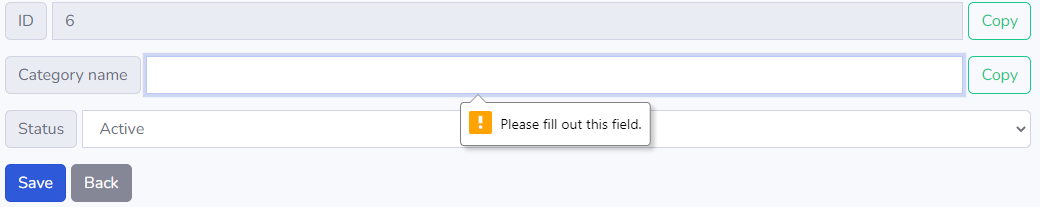 ID 6 Copy
Category name Copy
Please fill out this field.
Status Active
Save Back